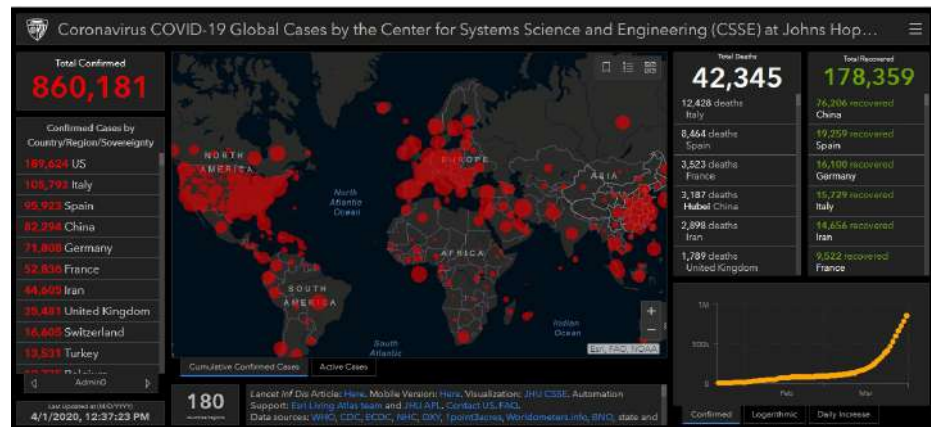 Coronavirus COVID-19 Global Cases by the Center for Systems Science and Engineering (CSSE) at Johns Hop...
Total Confirmed
860,181
Confirmed Cases by
Country/Region/Sovereignty
189,624 US
105,792 Italy
95,923 Spain
82,294 China
71,808 Germany
52,836 France
44,605 Iran
25,481 United Kingdom
16,605 Switzerland
13,531 Turkey
Admin0
Last Updated at (M/D/YYYY)
4/1/2020, 12:37:23 PM
NORTH
AMERICA
EUROPE
ASIA
North
Atlantic
Ocean
AFRICA
SOUTH
AMERICA
Indian
Ocean
South
Atlantic
+
−
Esri, FAO, NOAA
Cumulative Confirmed Cases
Active Cases
180
countries/regions
Lancet Inf Dis Article: Here. Mobile Version: Here. Visualization: JHU CSSE. Automation
Support: Esri Living Atlas team and JHU APL. Contact US. FAQ.
Data sources: WHO, CDC, ECDC, NHC, DXY, 1point3acres, Worldometers.info, BNO, state and
Total Deaths
42,345
12,428 deaths
Italy
8,464 deaths
Spain
3,523 deaths
France
3,187 deaths
Hubei China
2,898 deaths
Iran
1,789 deaths
United Kingdom
Total Recovered
178,359
76,206 recovered
China
19,259 recovered
Spain
16,100 recovered
Germany
15,729 recovered
Italy
14,656 recovered
Iran
9,522 recovered
France
1M
500k
0
Feb
Mar
Confirmed
Logarithmic
Daily Increase